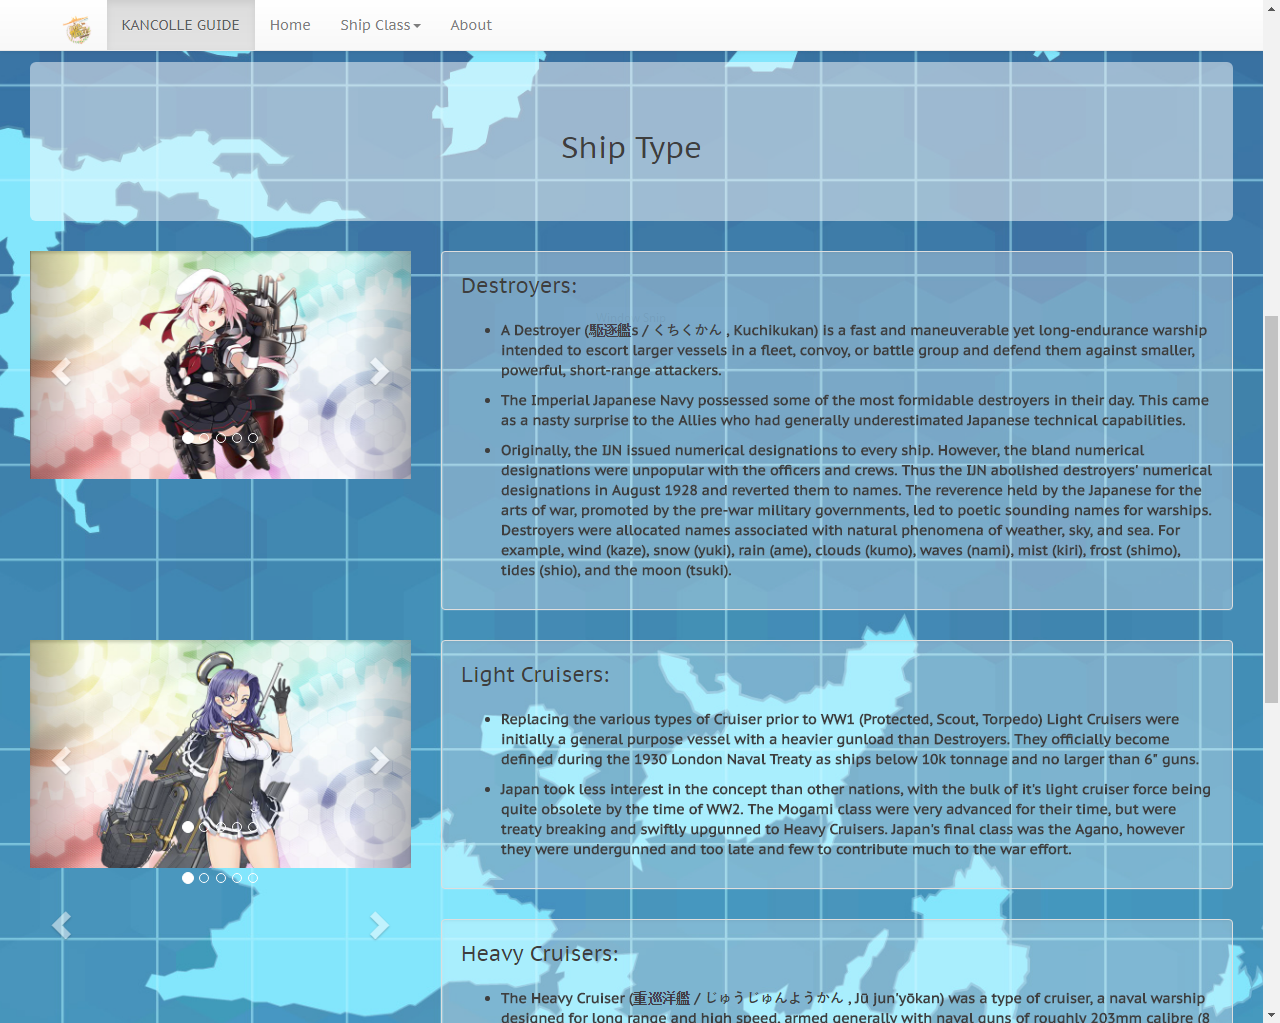 KANCOLLE GUIDE Home Ship Class About
Ship Type
Destroyers:
A Destroyer (駆逐艦s / くちくかん , Kuchikukan) is a fast and maneuverable yet long-endurance warship
intended to escort larger vessels in a fleet, convoy, or battle group and defend them against smaller,
powerful, short-range attackers.
The Imperial Japanese Navy possessed some of the most formidable destroyers in their day. This came
as a nasty surprise to the Allies who had generally underestimated Japanese technical capabilities.
Originally, the IJN issued numerical designations to every ship. However, the bland numerical
designations were unpopular with the officers and crews. Thus the IJN abolished destroyers' numerical
designations in August 1928 and reverted them to names. The reverence held by the Japanese for the
arts of war, promoted by the pre-war military governments, led to poetic sounding names for warships.
Destroyers were allocated names associated with natural phenomena of weather, sky, and sea. For
example, wind (kaze), snow (yuki), rain (ame), clouds (kumo), waves (nami), mist (kiri), frost (shimo),
tides (shio), and the moon (tsuki).
Light Cruisers:
Replacing the various types of Cruiser prior to WW1 (Protected, Scout, Torpedo) Light Cruisers were
initially a general purpose vessel with a heavier gunload than Destroyers. They officially become
defined during the 1930 London Naval Treaty as ships below 10k tonnage and no larger than 6" guns.
Japan took less interest in the concept than other nations, with the bulk of it's light cruiser force being
quite obsolete by the time of WW2. The Mogami class were very advanced for their time, but were
treaty breaking and swiftly upgunned to Heavy Cruisers. Japan's final class was the Agano, however
they were undergunned and too late and few to contribute much to the war effort.
Heavy Cruisers:
The Heavy Cruiser (重巡洋艦 / じゅうじゅんようかん , Jū jun'yōkan) was a type of cruiser, a naval warship
designed for long range and high speed, armed generally with naval guns of roughly 203mm calibre (8